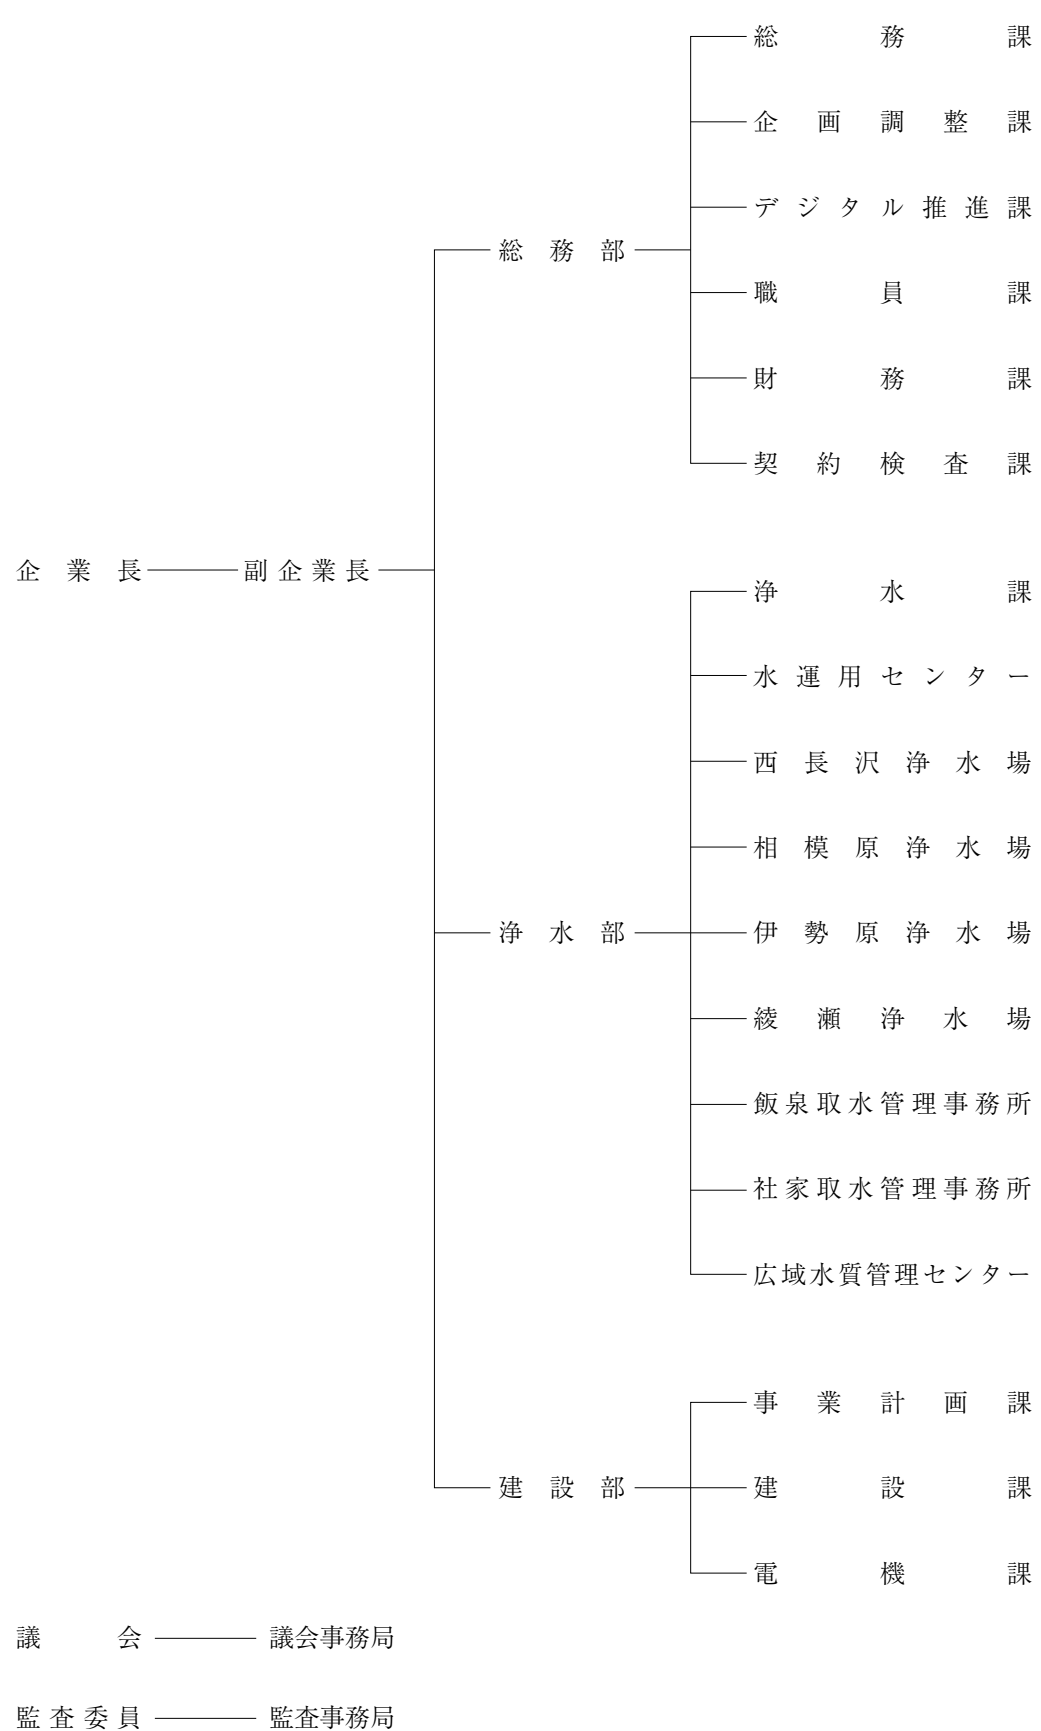 総務課
企画調整課
デジタル推進課
総務部
職員課
財務課
契約検査課
企業長 副企業長
浄水課
水運用センター
西長沢浄水場
相模原浄水場
浄水部 伊勢原浄水場
綾瀬浄水場
飯泉取水管理事務所
社家取水管理事務所
広域水質管理センター
事業計画課
建設部 建設課
電機課
議会 議会事務局
監査委員 監査事務局